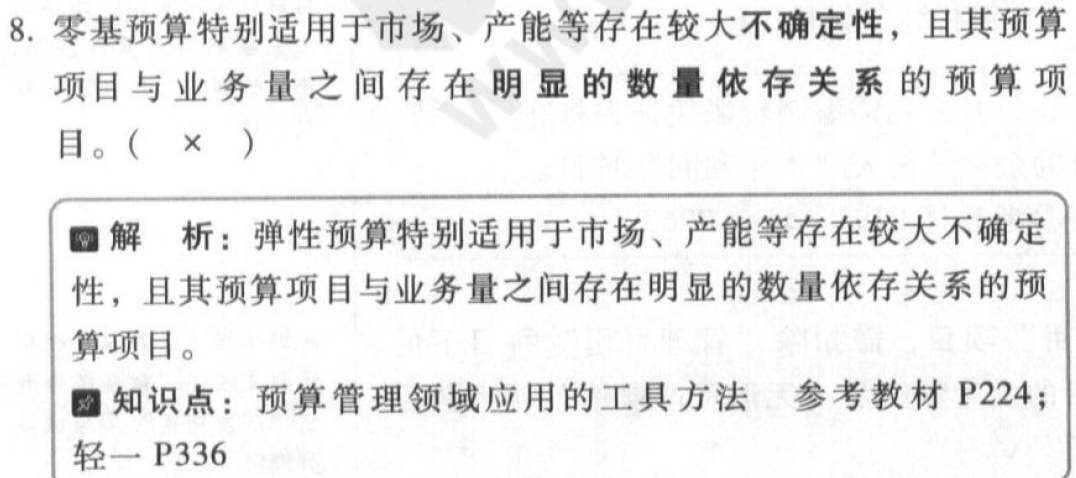 8. 零基预算特别适用于市场、产能等存在较大不确定性，且其预算
项目与业务量之间存在明显的数量依存关系的预算项
目。( × )
解 析：弹性预算特别适用于市场、产能等存在较大不确定
性，且其预算项目与业务量之间存在明显的数量依存关系的预
算项目。
知识点：预算管理领域应用的工具方法 参考教材 P224；
轻一 P336